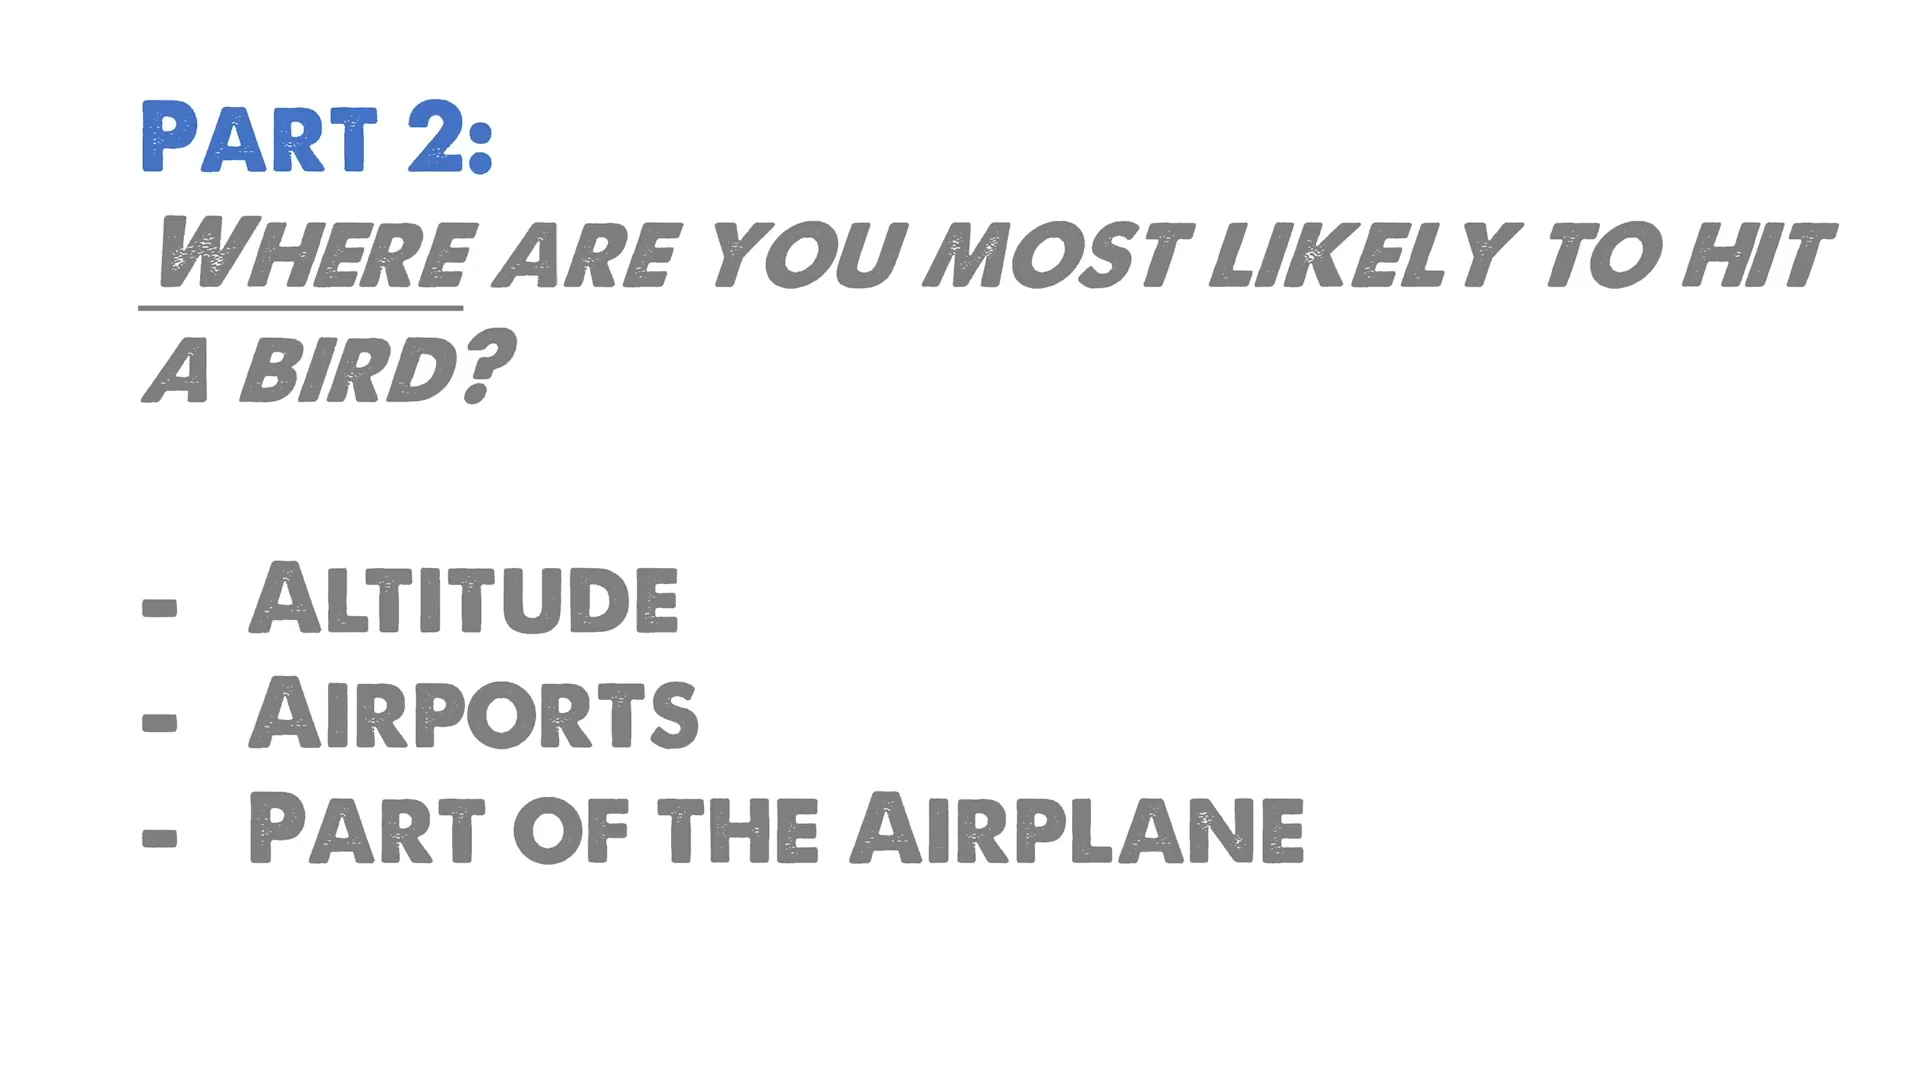 Part 2:
Where are you most likely to hit
a bird?
- Altitude
- Airports
- Part of the Airplane